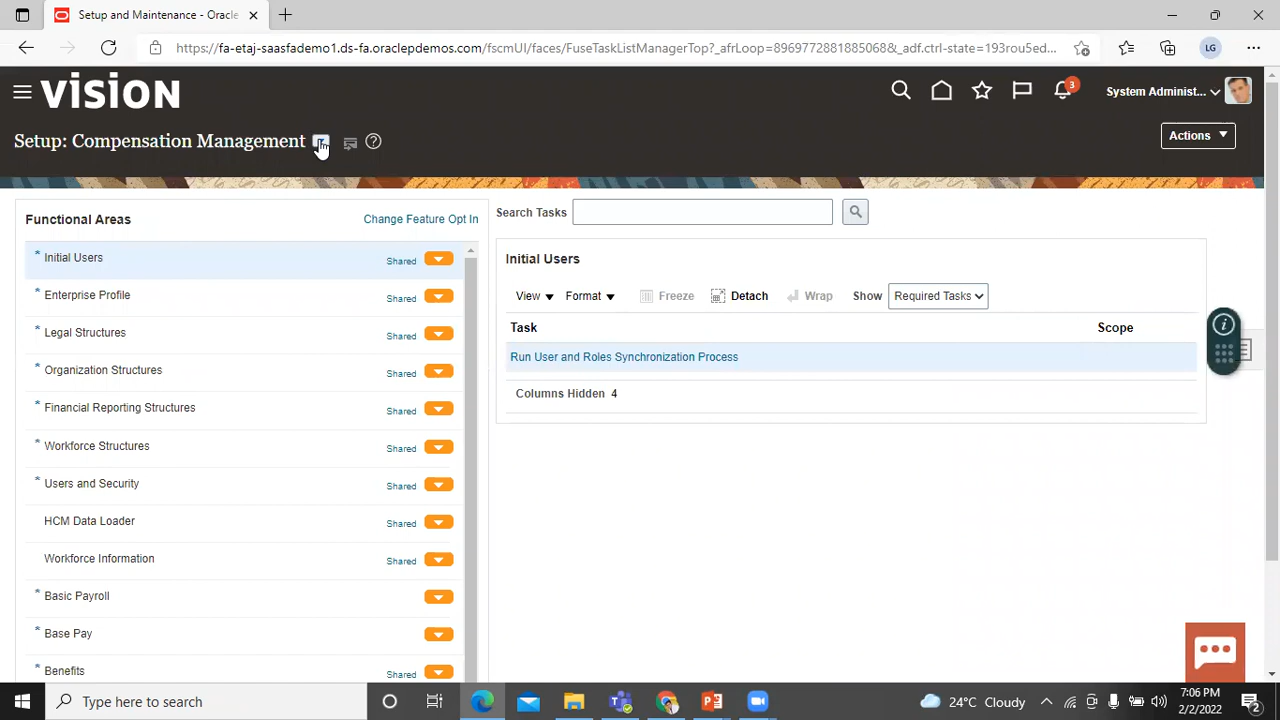 Setup and Maintenance - Oracle
https://fa-etaj-saasfademo1.ds-fa.oraclepdemos.com/fscmUI/faces/FuseTaskListManagerTop?_afrLoop=89697728818850​68&_adf.ctrl-state=193rou5ed...
LG
VISION
3
System Administ...
Setup: Compensation Management
Actions
Functional Areas
Change Feature Opt In
* Initial Users Shared
* Enterprise Profile Shared
* Legal Structures Shared
* Organization Structures Shared
* Financial Reporting Structures Shared
* Workforce Structures Shared
* Users and Security Shared
HCM Data Loader Shared
Workforce Information Shared
* Basic Payroll
* Base Pay
* Benefits Shared
Search Tasks
Initial Users
View Format Freeze Detach Wrap Show Required Tasks
Task Scope
Run User and Roles Synchronization Process
Columns Hidden 4
Type here to search
24°C Cloudy
7:06 PM
2/2/2022
2